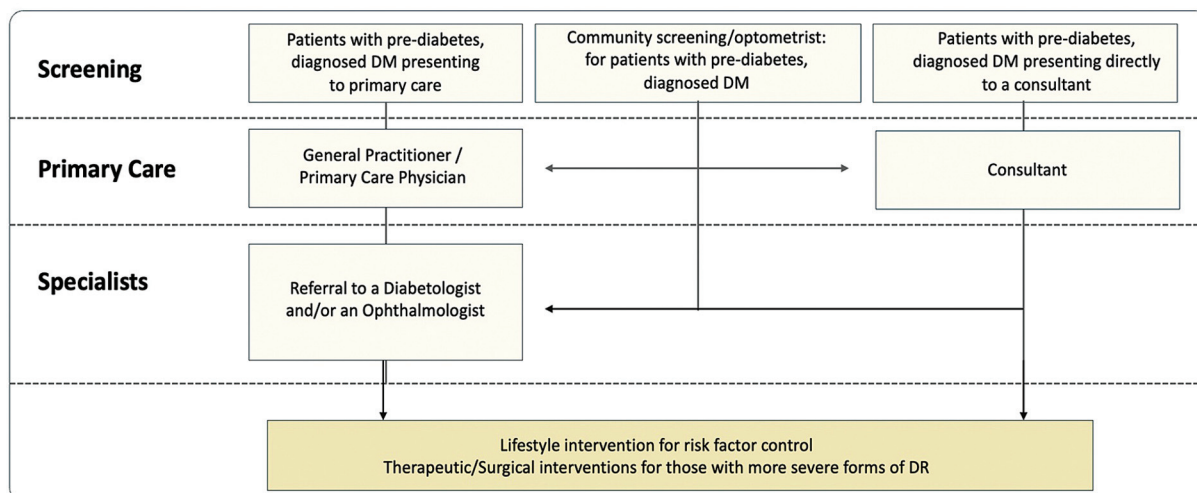 Screening
Patients with pre-diabetes,
diagnosed DM presenting
to primary care
Community screening/optometrist:
for patients with pre-diabetes,
diagnosed DM
Patients with pre-diabetes,
diagnosed DM presenting directly
to a consultant
Primary Care
General Practitioner /
Primary Care Physician
Consultant
Specialists
Referral to a Diabetologist
and/or an Ophthalmologist
Lifestyle intervention for risk factor control
Therapeutic/Surgical interventions for those with more severe forms of DR